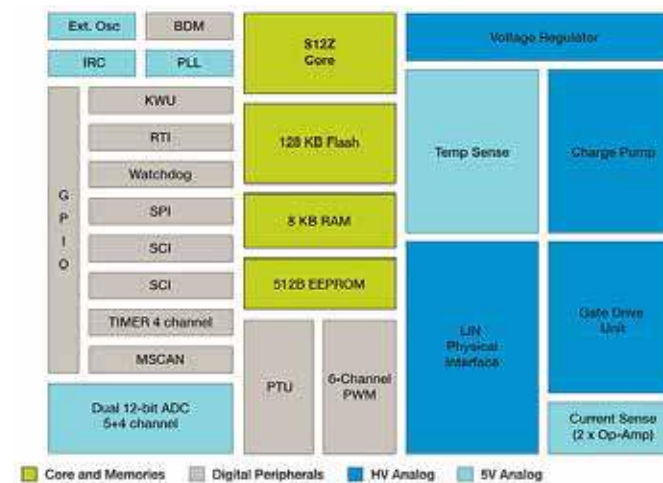 Ext. Osc
BDM
IRC
PLL
G
P
I
O
KWU
RTI
Watchdog
SPI
SCI
SCI
TIMER 4 channel
MSCAN
Dual 12-bit ADC
5+4 channel
S12Z
Core
128 KB Flash
8 KB RAM
512B EEPROM
PTU
6-Channel
PWM
Voltage Regulator
Temp Sense
Charge Pump
LIN
Physical
Interface
Gate Drive
Unit
Current Sense
(2 x Op-Amp)
Core and Memories
Digital Peripherals
HV Analog
5V Analog